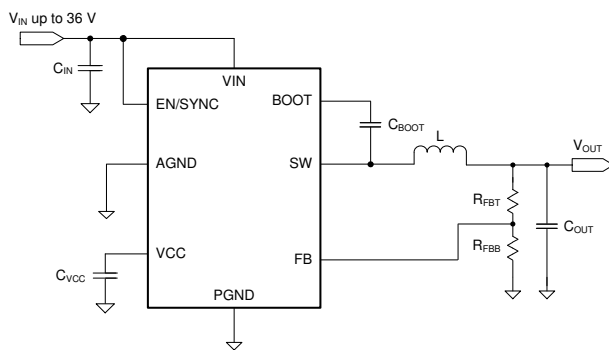 V_IN up to 36 V
C_IN
VIN
EN/SYNC
BOOT
C_BOOT
L
V_OUT
AGND
SW
R_FBT
VCC
FB
R_FBB
C_OUT
C_VCC
PGND